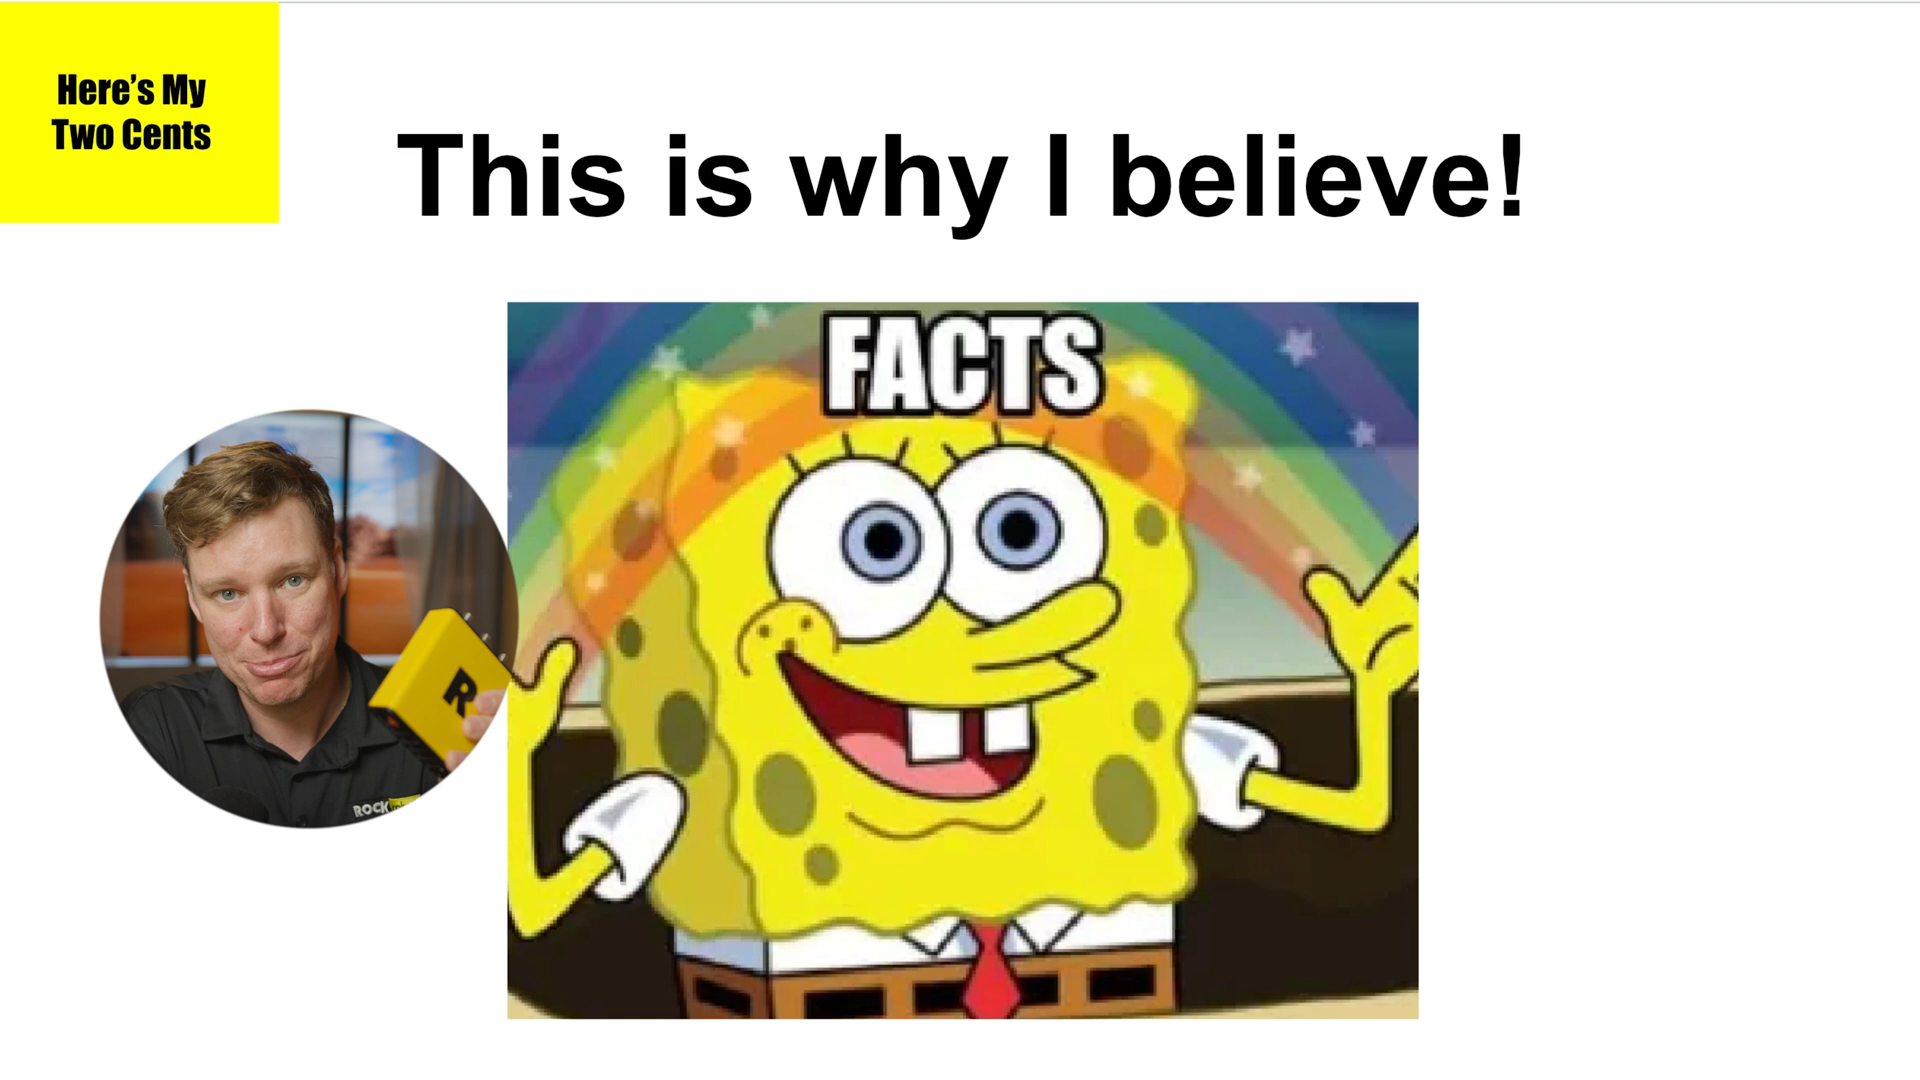 Here’s My
Two Cents
This is why I believe!
FACTS
R
ROCK